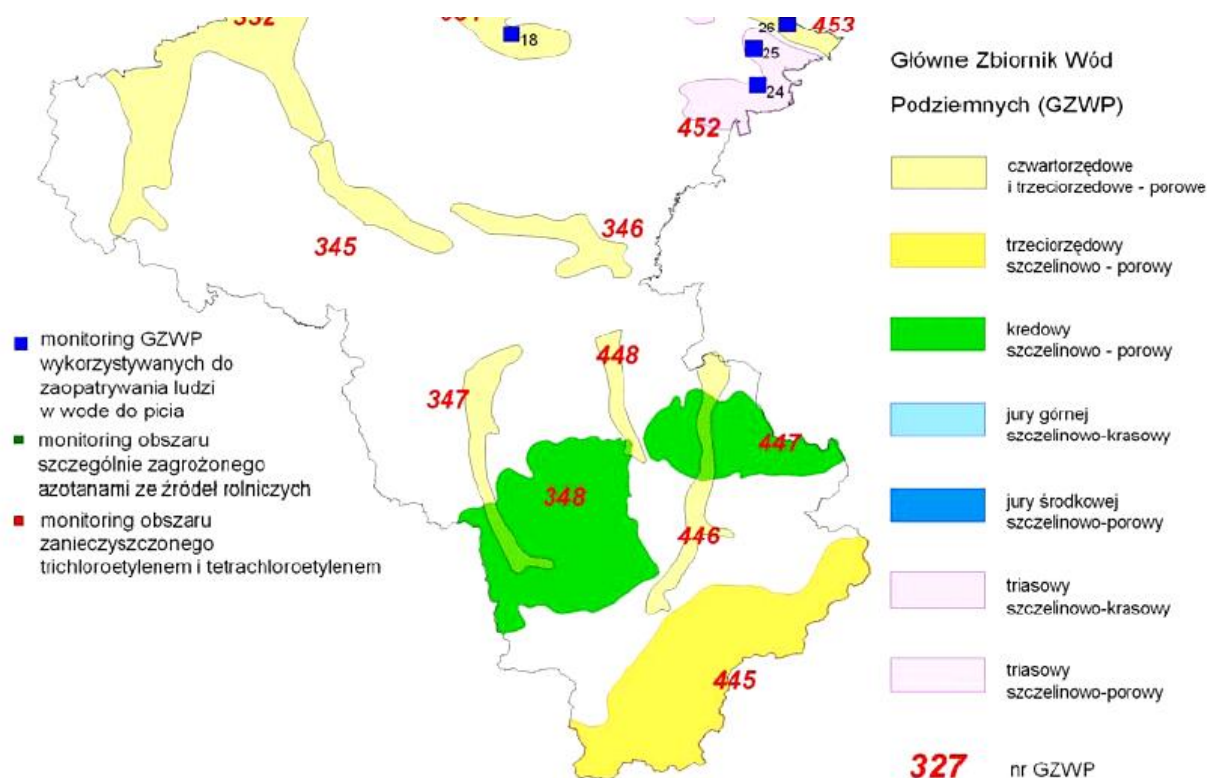 332
18
26
453
25
24
452
345
346
347
448
447
348
446
445
monitoring GZWP
wykorzystywanych do
zaopatrywania ludzi
w wode do picia
monitoring obszaru
szczególnie zagrożonego
azotanami ze źródeł rolniczych
monitoring obszaru
zanieczyszczonego
trichloroetylenem i tetrachloroetylenem
Główne Zbiornik Wód
Podziemnych (GZWP)
czwartorzędowe
i trzeciorzedowe - porowe
trzeciorzędowy
szczelinowo - porowy
kredowy
szczelinowo - porowy
jury górnej
szczelinowo-krasowy
jury środkowej
szczelinowo-porowy
triasowy
szczelinowo-krasowy
triasowy
szczelinowo-porowy
327 nr GZWP